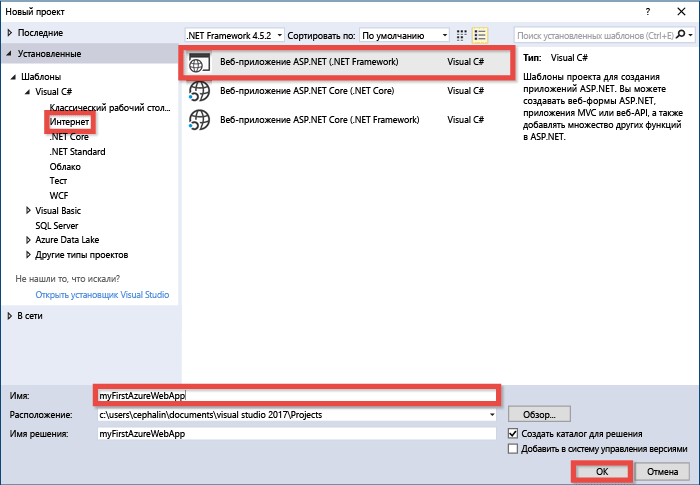 Новый проект
?
Последние
.NET Framework 4.5.2
Сортировать по:
По умолчанию
Поиск установленных шаблонов (Ctrl+E)
Установленные
Шаблоны
Visual C#
Классический рабочий стол...
Интернет
.NET Core
.NET Standard
Облако
Тест
WCF
Visual Basic
SQL Server
Azure Data Lake
Другие типы проектов
Не нашли то, что искали?
Открыть установщик Visual Studio
В сети
Веб-приложение ASP.NET (.NET Framework) Visual C#
Веб-приложение ASP.NET Core (.NET Core) Visual C#
Веб-приложение ASP.NET Core (.NET Framework) Visual C#
Тип: Visual C#
Шаблоны проекта для создания
приложений ASP.NET. Вы можете
создавать веб-формы ASP.NET,
приложения MVC или веб-API, а также
добавлять множество других функций
в ASP.NET.
Имя: myFirstAzureWebApp
Расположение: c:\users\cephalin\documents\visual studio 2017\Projects
Обзор...
Имя решения: myFirstAzureWebApp
Создать каталог для решения
Добавить в систему управления версиями
OK
Отмена